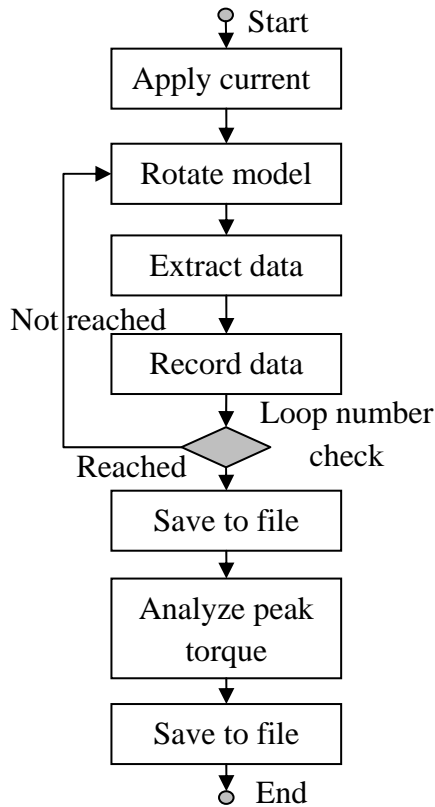 Start
Apply current
Rotate model
Extract data
Not reached
Record data
Loop number
check
Reached
Save to file
Analyze peak
torque
Save to file
End